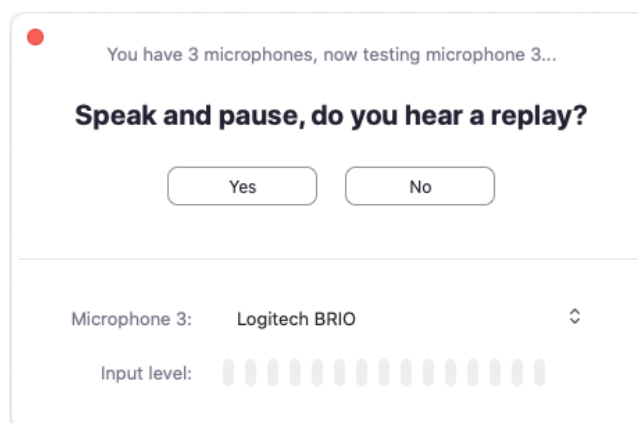 You have 3 microphones, now testing microphone 3...
Speak and pause, do you hear a replay?
Yes
No
Microphone 3: Logitech BRIO
Input level: